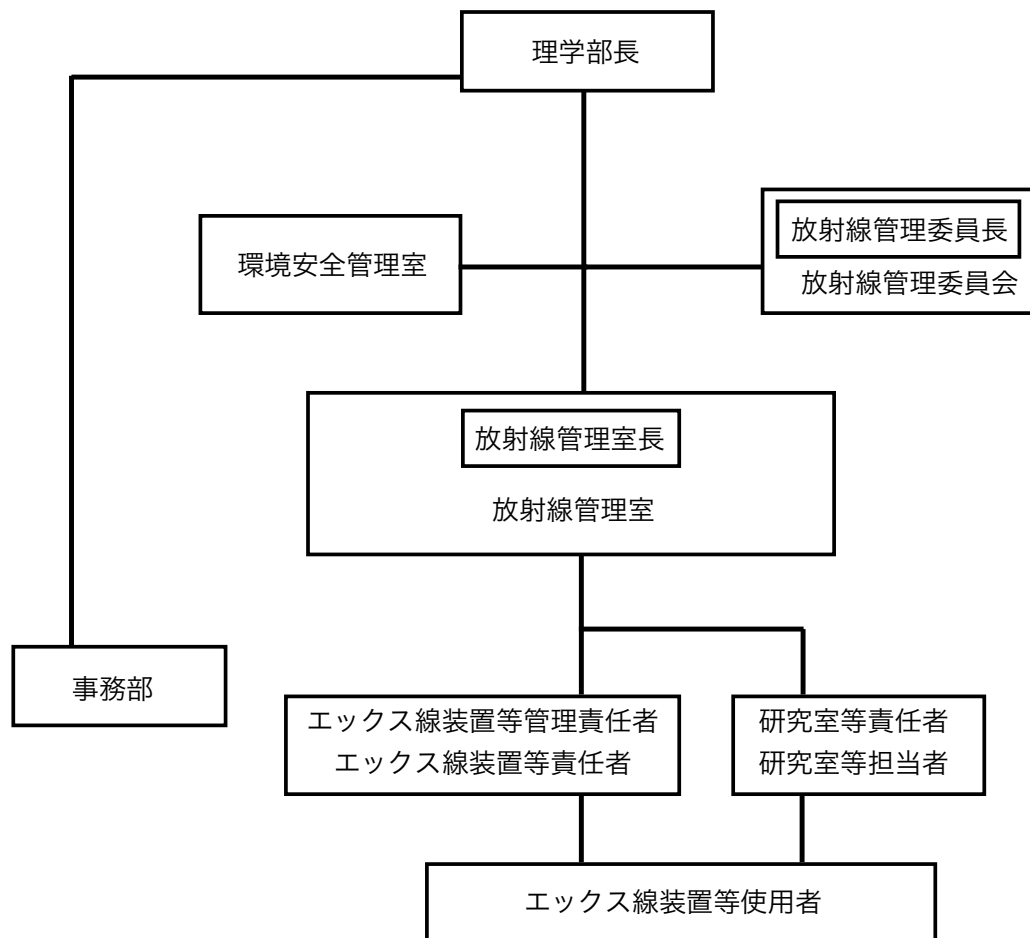 理学部長
環境安全管理室
放射線管理委員長
放射線管理委員会
放射線管理室長
放射線管理室
事務部
エックス線装置等管理責任者
エックス線装置等責任者
研究室等責任者
研究室等担当者
エックス線装置等使用者